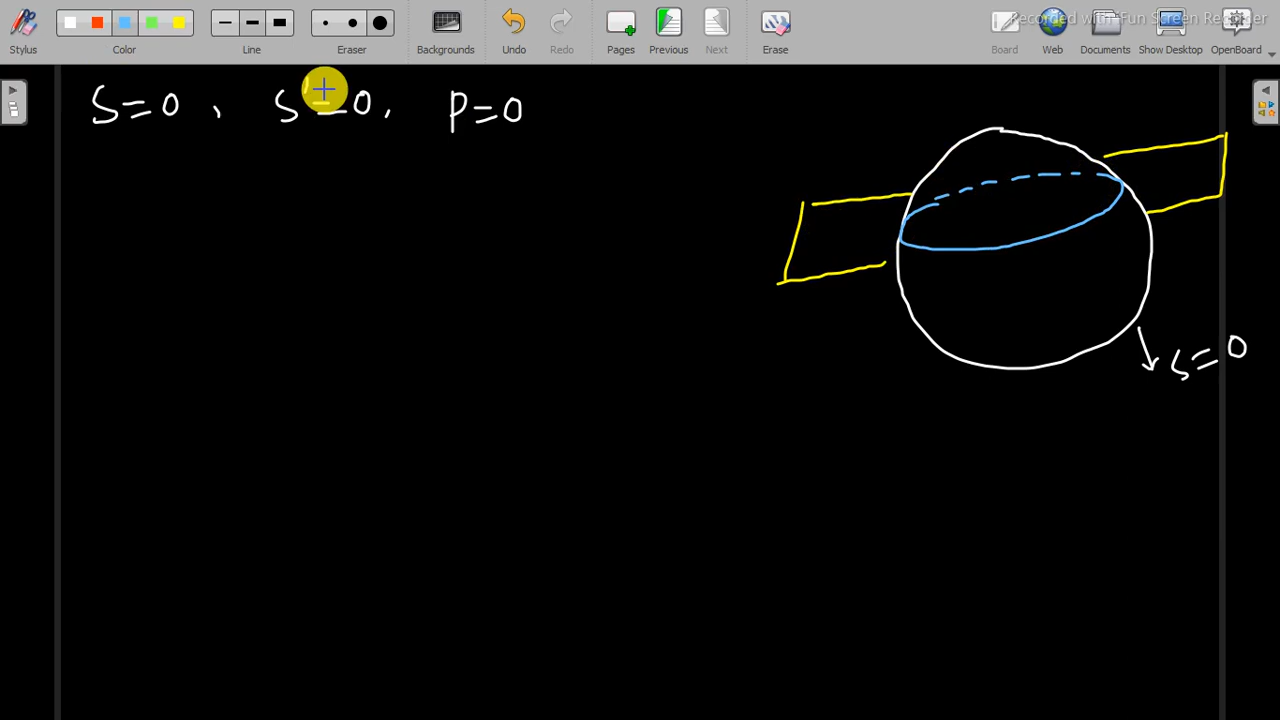 Recorded with iFun Screen Recorder
Stylus Color Line Eraser Backgrounds Undo Redo Pages Previous Next Erase Board Web Documents Show Desktop OpenBoard
S=0 , S'=0, P=0
S=0